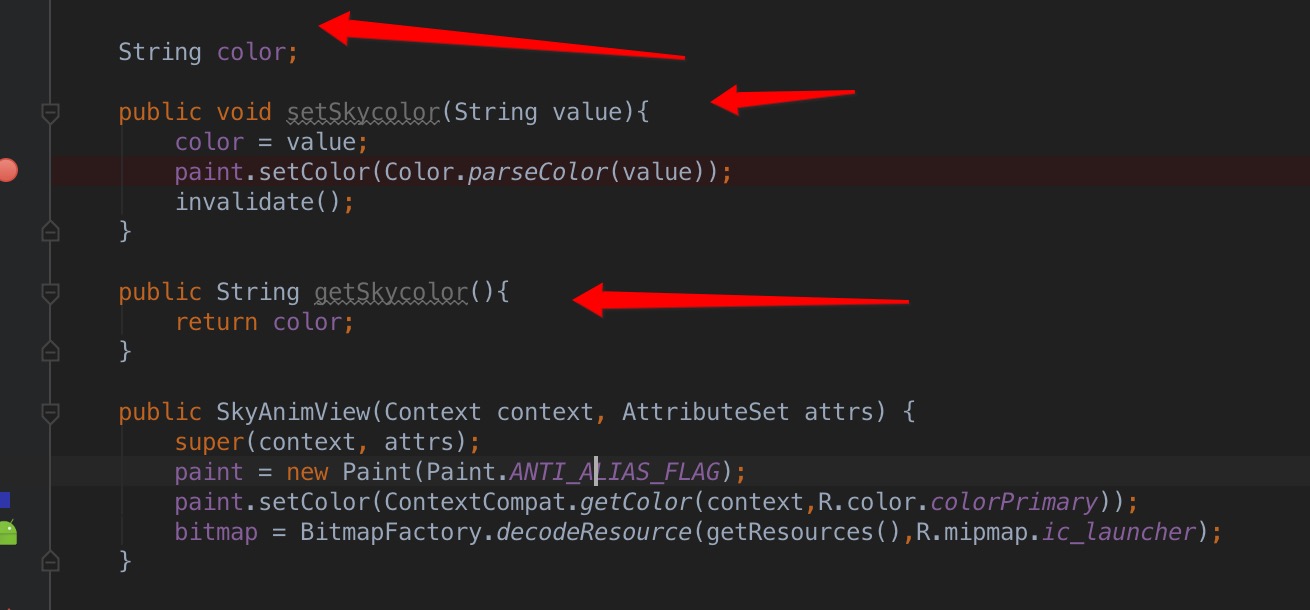 String color;
public void setSkycolor(String value){
color = value;
paint.setColor(Color.parseColor(value));
invalidate();
}
public String getSkycolor(){
return color;
}
public SkyAnimView(Context context, AttributeSet attrs) {
super(context, attrs);
paint = new Paint(Paint.ANTI_ALIAS_FLAG);
paint.setColor(ContextCompat.getColor(context,R.color.colorPrimary));
bitmap = BitmapFactory.decodeResource(getResources(),R.mipmap.ic_launcher);
}